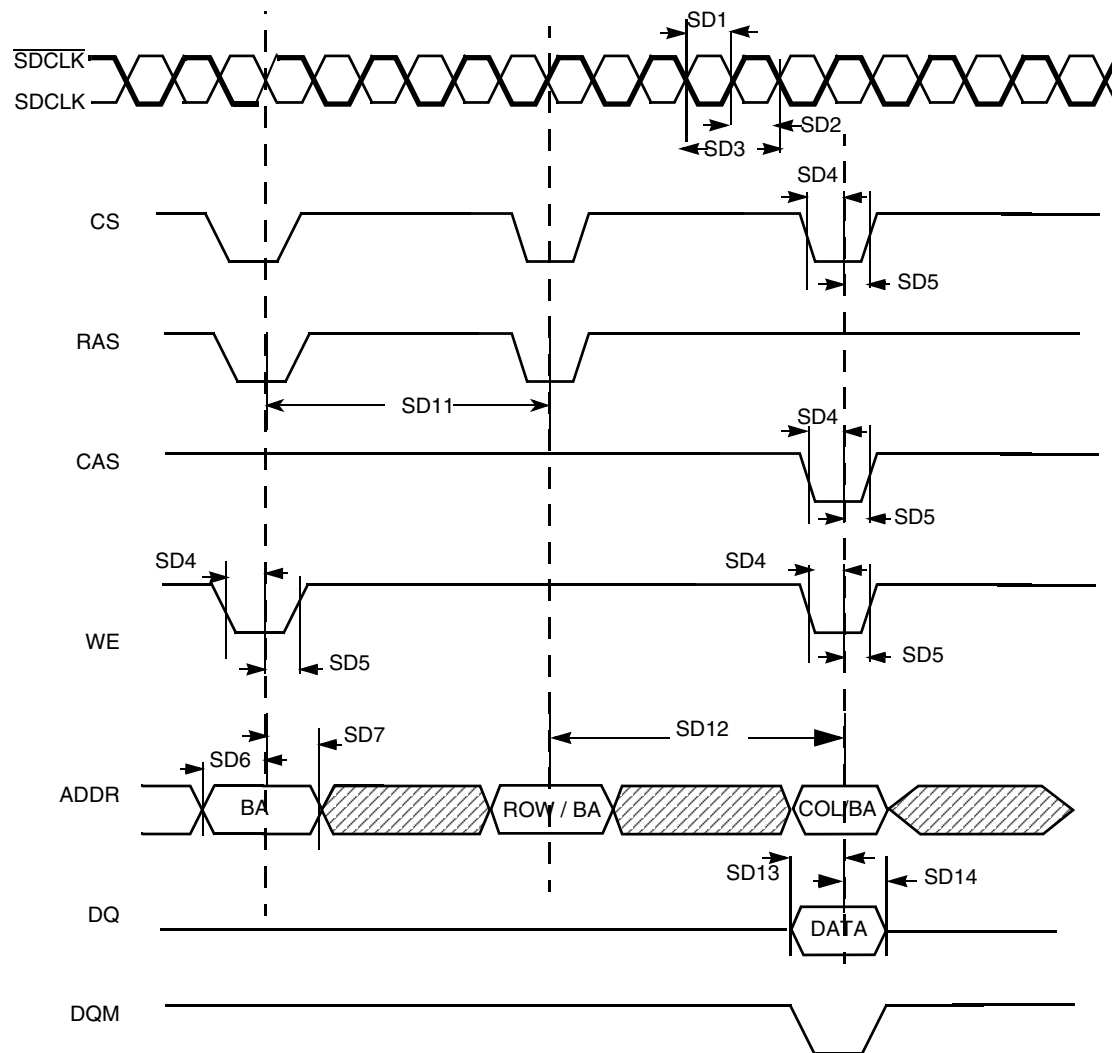 SD1
SDCLK
SDCLK
SD2
SD3
SD4
CS
SD5
RAS
SD11
SD4
CAS
SD5
SD4
SD4
WE
SD5
SD5
SD12
SD7
SD6
ADDR
BA
ROW / BA
COL/BA
SD13
SD14
DQ
DATA
DQM